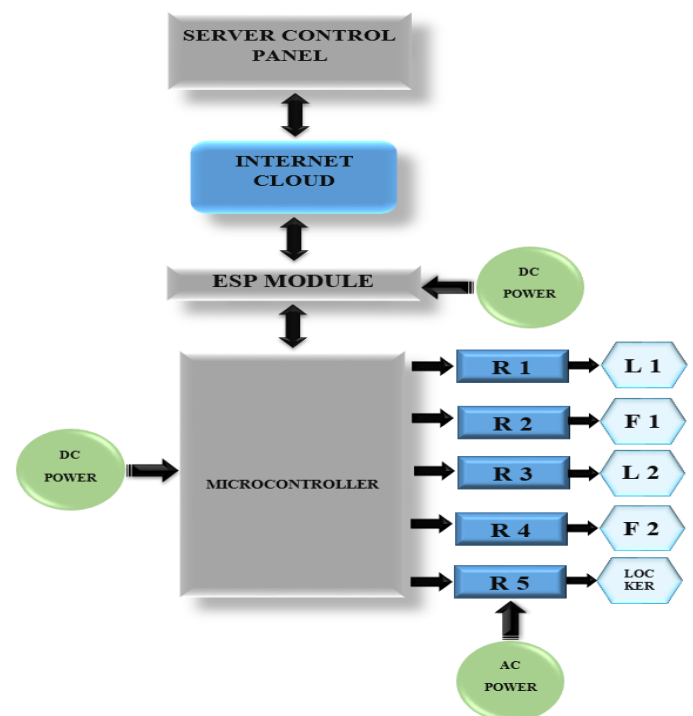 SERVER CONTROL
PANEL
INTERNET
CLOUD
ESP MODULE
DC
POWER
R 1
L 1
R 2
F 1
DC
POWER
MICROCONTROLLER
R 3
L 2
R 4
F 2
R 5
LOC
KER
AC
POWER